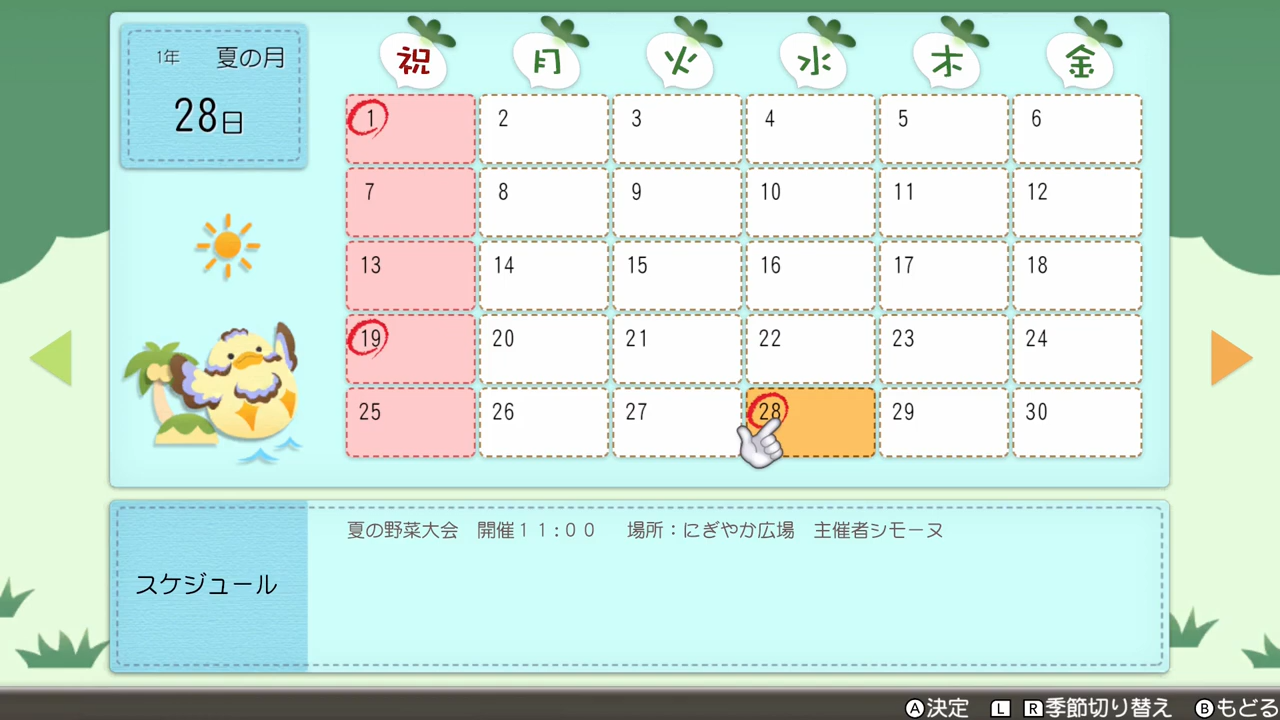 1年 夏の月
28日
祝 月 火 水 木 金
1 2 3 4 5 6
7 8 9 10 11 12
13 14 15 16 17 18
19 20 21 22 23 24
25 26 27 28 29 30
スケジュール
夏の野菜大会 開催11:00 場所:にぎやか広場 主催者シモーヌ
A決定 L R季節切り替え Bもどる